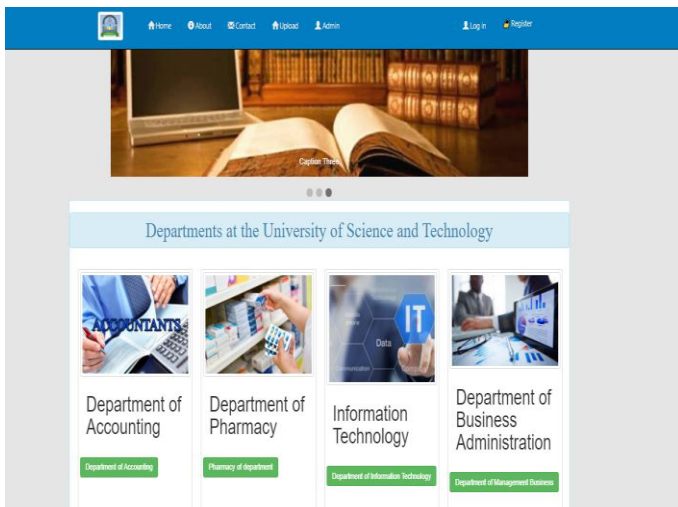 Home About Contact Upload Admin Log in Register
Caption Three
Departments at the University of Science and Technology
ACCOUNTANTS
IT
Data
Department of
Accounting
Department of Accounting
Department of
Pharmacy
Pharmacy of department
Information
Technology
Department of Information Technology
Department of
Business
Administration
Department of Management Business